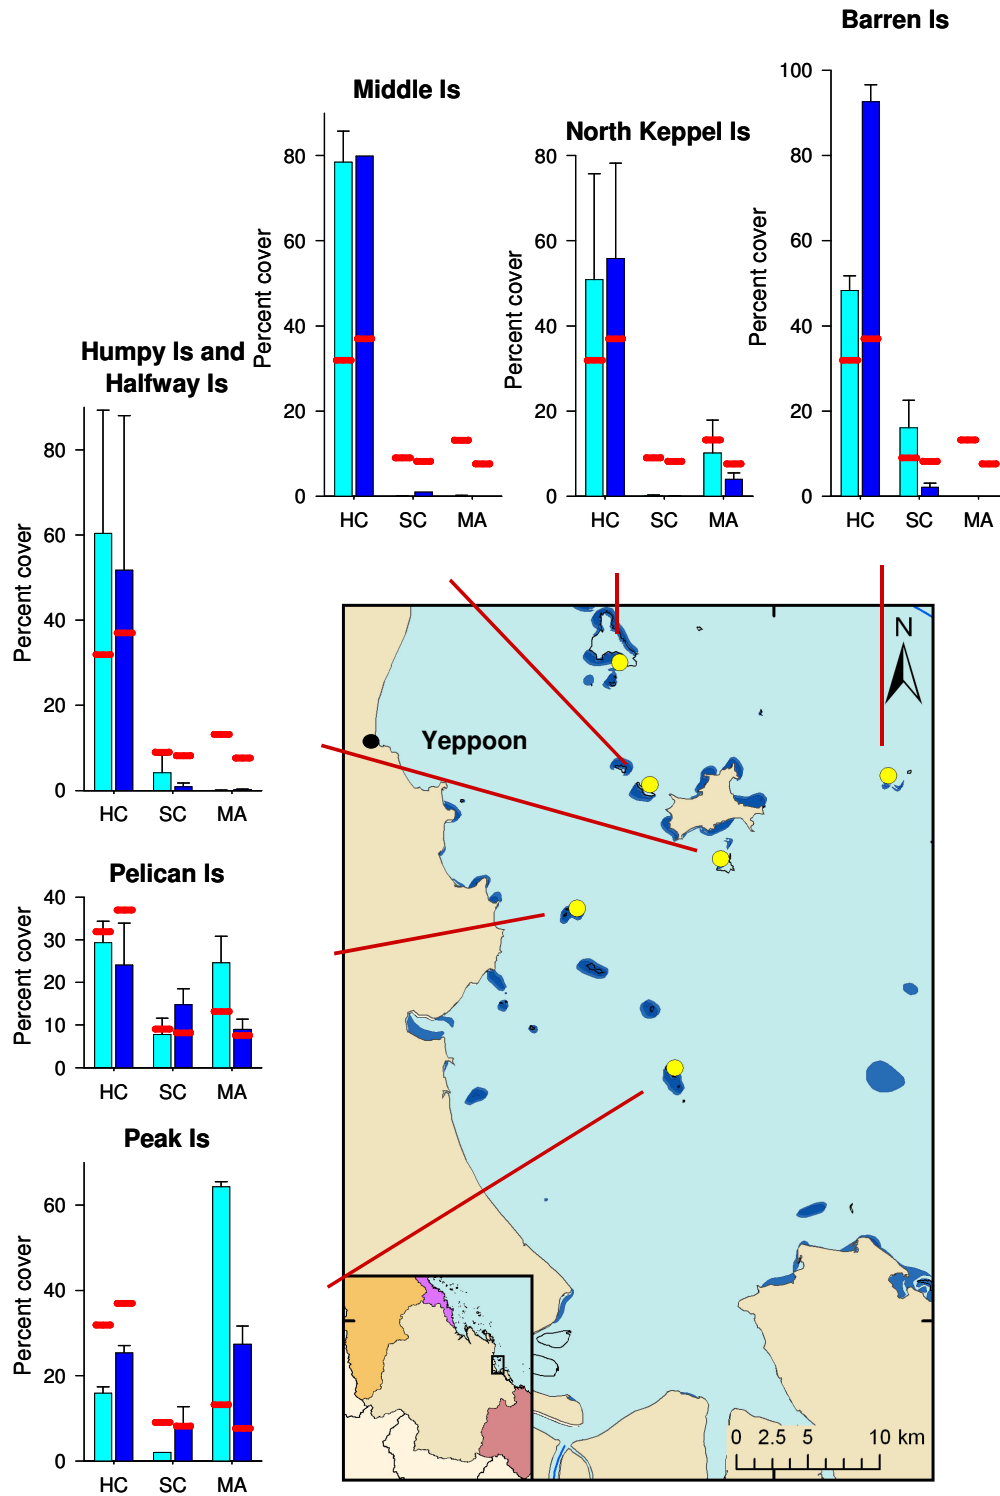 Barren Is
100
80
60
40
20
0
Percent cover
HC SC MA
Middle Is
80
60
40
20
0
Percent cover
HC SC MA
North Keppel Is
80
60
40
20
0
Percent cover
HC SC MA
Humpy Is and
Halfway Is
80
60
40
20
0
Percent cover
HC SC MA
Pelican Is
40
30
20
10
0
Percent cover
HC SC MA
Peak Is
60
40
20
0
Percent cover
HC SC MA
N
Yeppoon
0 2.5 5 10 km